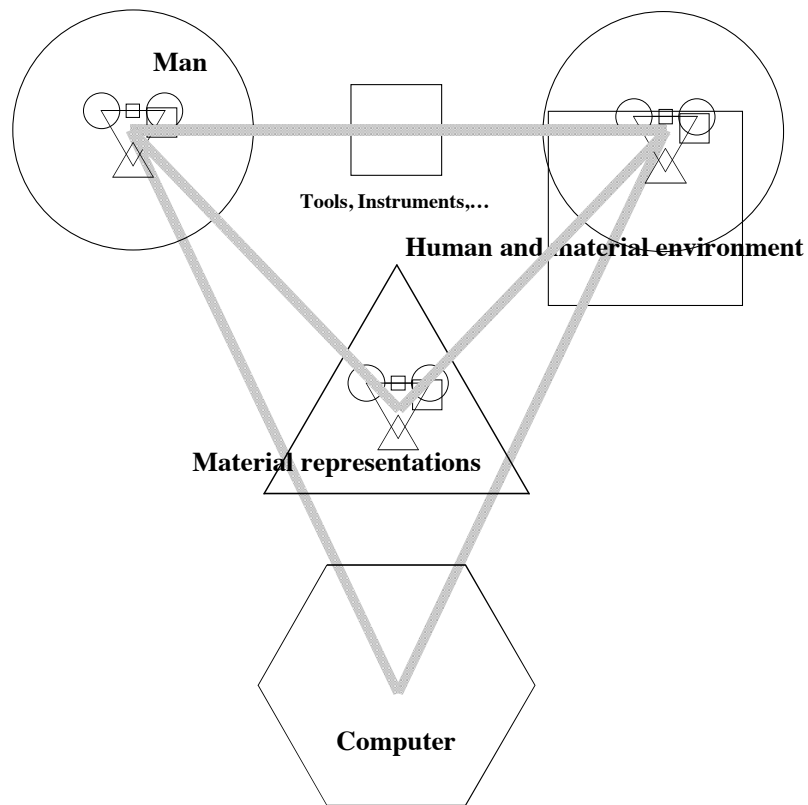 Man
Tools, Instruments,...
Human and material environment
Material representations
Computer